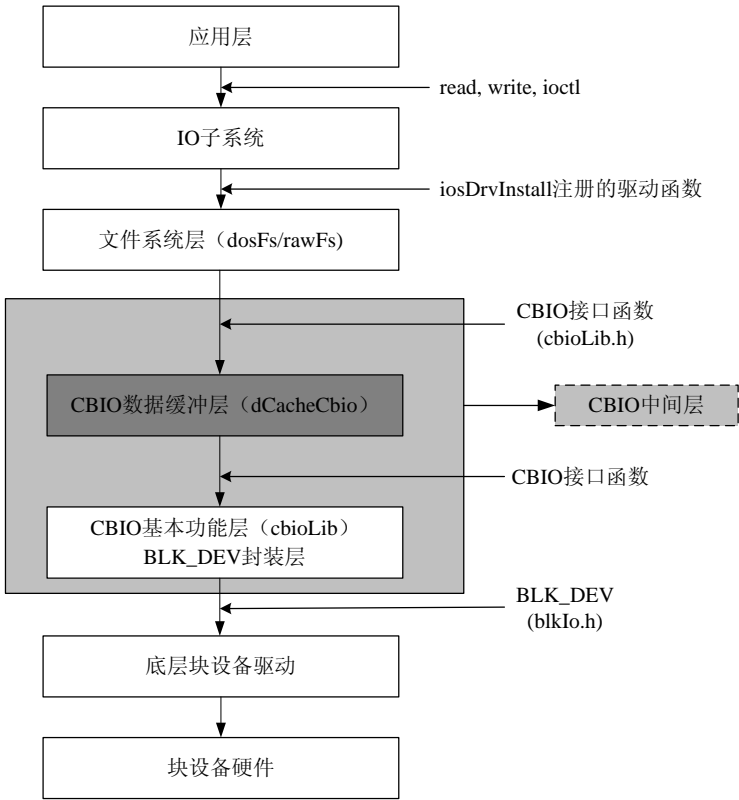 应用层
read, write, ioctl
IO子系统
iosDrvInstall注册的驱动函数
文件系统层（dosFs/rawFs)
CBIO接口函数
(cbioLib.h)
CBIO数据缓冲层（dCacheCbio）
CBIO中间层
CBIO接口函数
CBIO基本功能层（cbioLib）
BLK_DEV封装层
BLK_DEV
(blkIo.h)
底层块设备驱动
块设备硬件